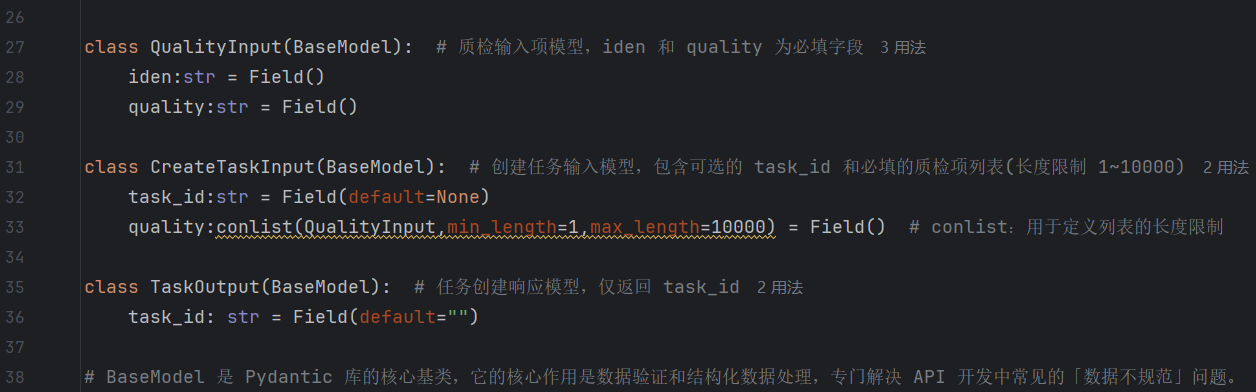 26
27 class QualityInput(BaseModel):  # 质检输入项模型，iden 和 quality 为必填字段  3 用法
28     iden:str = Field()
29     quality:str = Field()
30
31 class CreateTaskInput(BaseModel):  # 创建任务输入模型，包含可选的 task_id 和必填的质检项列表(长度限制 1~10000)  2 用法
32     task_id:str = Field(default=None)
33     quality:conlist(QualityInput,min_length=1,max_length=10000) = Field()  # conlist：用于定义列表的长度限制
34
35 class TaskOutput(BaseModel):  # 任务创建响应模型，仅返回 task_id  2 用法
36     task_id: str = Field(default="")
37
38 # BaseModel 是 Pydantic 库的核心基类，它的核心作用是数据验证和结构化数据处理，专门解决 API 开发中常见的「数据不规范」问题。